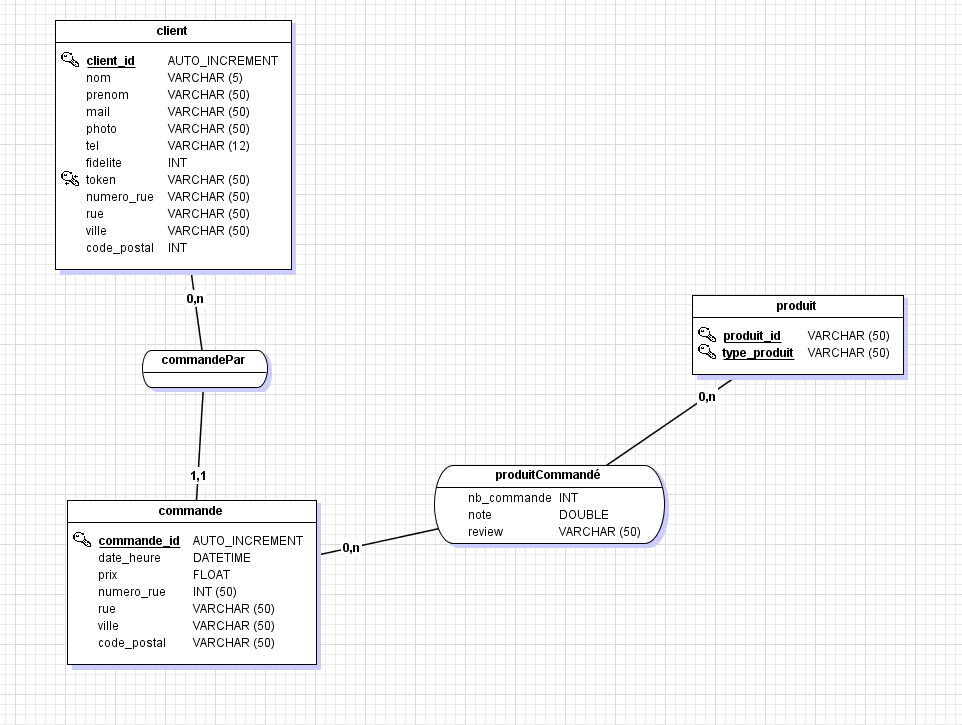 client
client_id AUTO_INCREMENT
nom VARCHAR (5)
prenom VARCHAR (50)
mail VARCHAR (50)
photo VARCHAR (50)
tel VARCHAR (12)
fidelite INT
token VARCHAR (50)
numero_rue VARCHAR (50)
rue VARCHAR (50)
ville VARCHAR (50)
code_postal INT
0,n
commandePar
1,1
commande
commande_id AUTO_INCREMENT
date_heure DATETIME
prix FLOAT
numero_rue INT (50)
rue VARCHAR (50)
ville VARCHAR (50)
code_postal VARCHAR (50)
0,n
produitCommandé
nb_commande INT
note DOUBLE
review VARCHAR (50)
0,n
produit
produit_id VARCHAR (50)
type_produit VARCHAR (50)